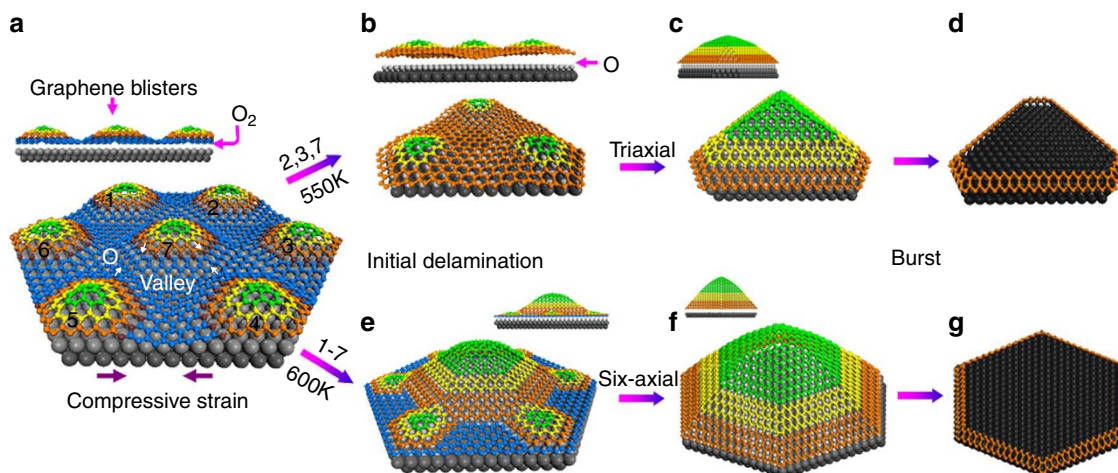 a
Graphene blisters
O2
1
2
3
4
5
6
7
O
Valley
Compressive strain
2,3,7
550K
1-7
600K
b
O
Initial delamination
Triaxial
c
d
Burst
e
Six-axial
f
g